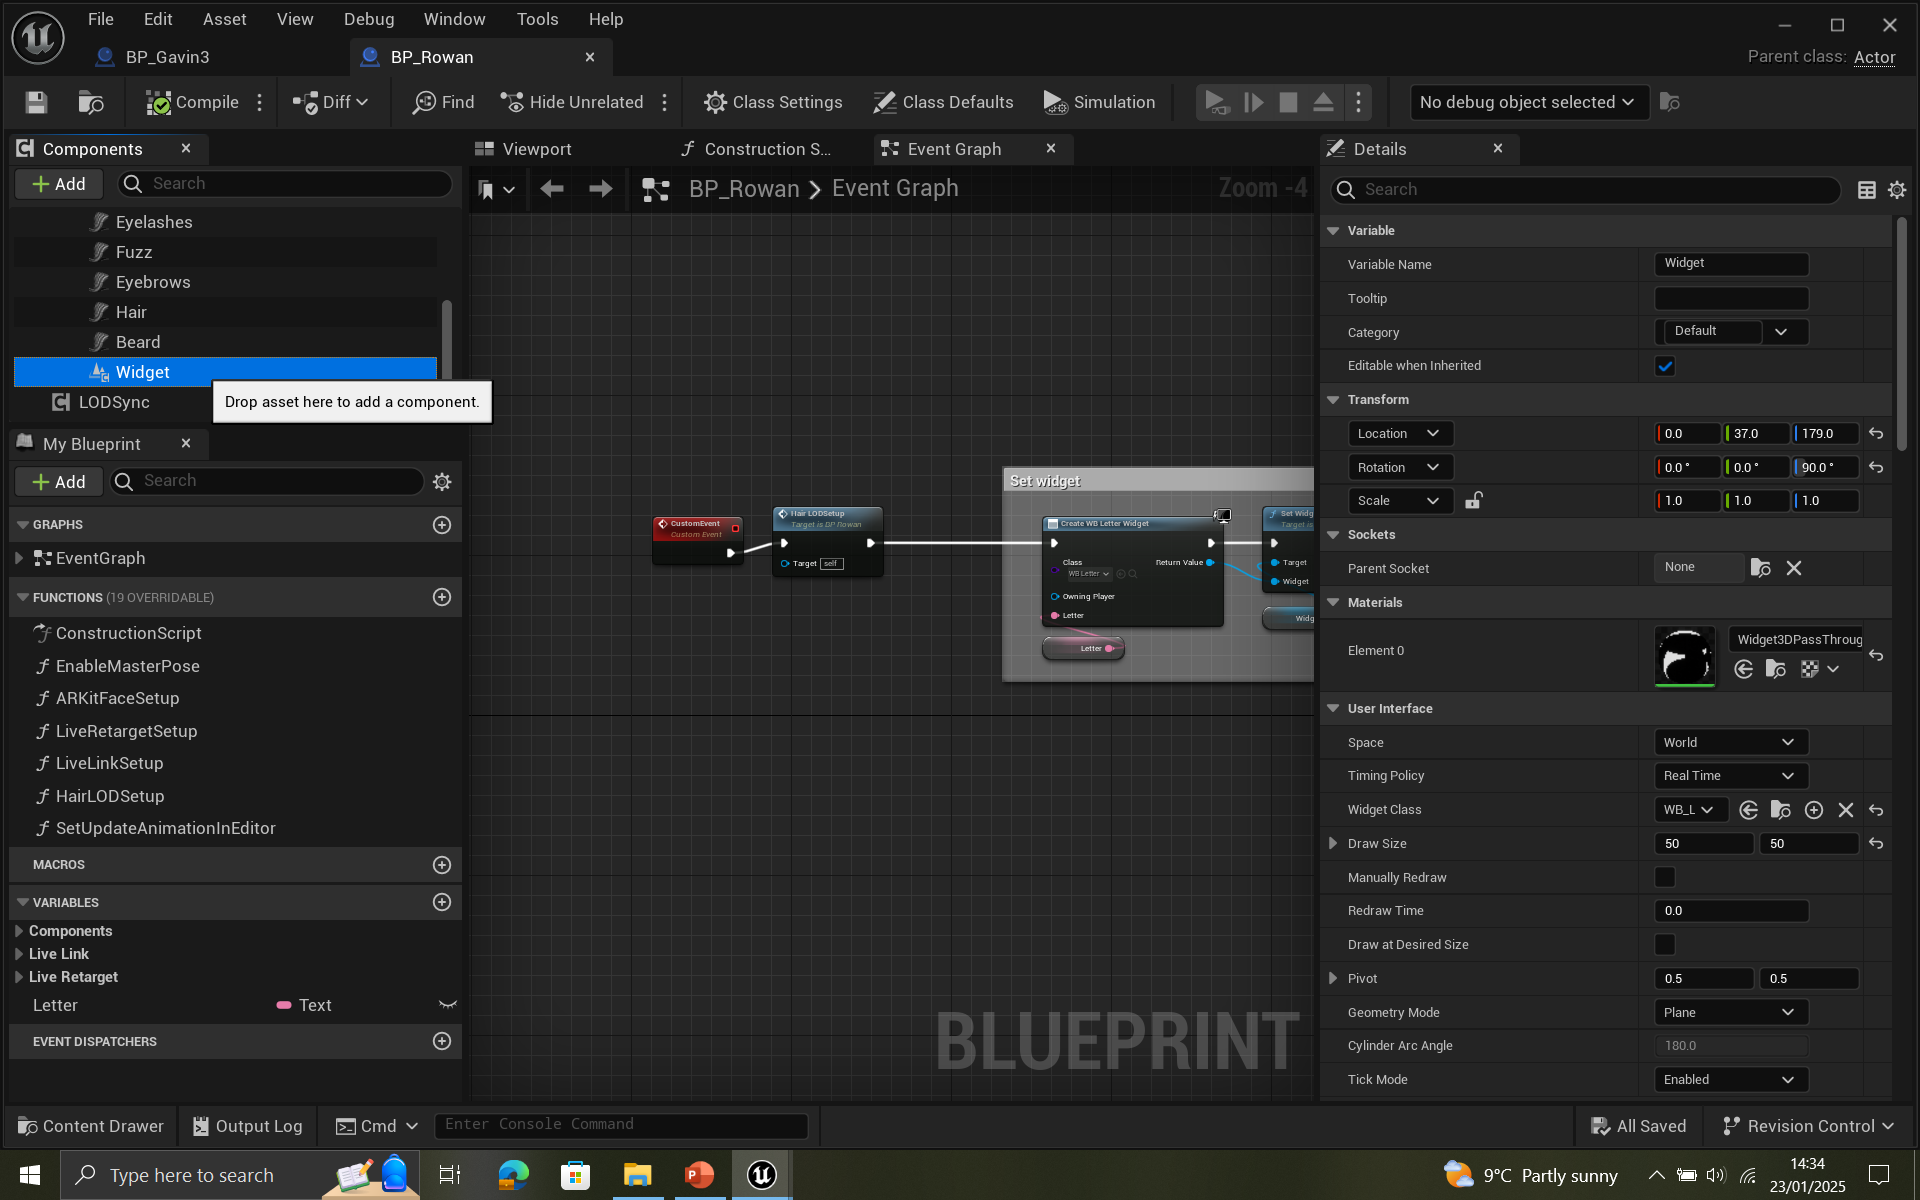 File Edit Asset View Debug Window Tools Help
BP_Gavin3
BP_Rowan
Parent class: Actor
Compile
Diff
Find
Hide Unrelated
Class Settings
Class Defaults
Simulation
No debug object selected
Components
Add
Search
Eyelashes
Fuzz
Eyebrows
Hair
Beard
Widget
LODSync
Drop asset here to add a component.
My Blueprint
Add
Search
GRAPHS
EventGraph
FUNCTIONS (19 OVERRIDABLE)
ConstructionScript
EnableMasterPose
ARKitFaceSetup
LiveRetargetSetup
LiveLinkSetup
HairLODSetup
SetUpdateAnimationInEditor
MACROS
VARIABLES
Components
Live Link
Live Retarget
Letter Text
EVENT DISPATCHERS
Viewport
Construction S...
Event Graph
BP_Rowan > Event Graph
Zoom -4
CustomEvent
Custom Event
Hair LODSetup
Target is BP Rowan
Target self
Set widget
Create WB Letter Widget
Class
WB Letter
Return Value
Owning Player
Letter
Letter
Set Widg
Target is
Target
Widget
Widg
BLUEPRINT
Details
Search
Variable
Variable Name Widget
Tooltip
Category Default
Editable when Inherited
Transform
Location 0.0 37.0 179.0
Rotation 0.0 ° 0.0 ° 90.0 °
Scale 1.0 1.0 1.0
Sockets
Parent Socket None
Materials
Element 0 Widget3DPassThroug
User Interface
Space World
Timing Policy Real Time
Widget Class WB_L
Draw Size 50 50
Manually Redraw
Redraw Time 0.0
Draw at Desired Size
Pivot 0.5 0.5
Geometry Mode Plane
Cylinder Arc Angle 180.0
Tick Mode Enabled
Content Drawer
Output Log
Cmd
Enter Console Command
All Saved
Revision Control
Type here to search
9°C Partly sunny
14:34
23/01/2025